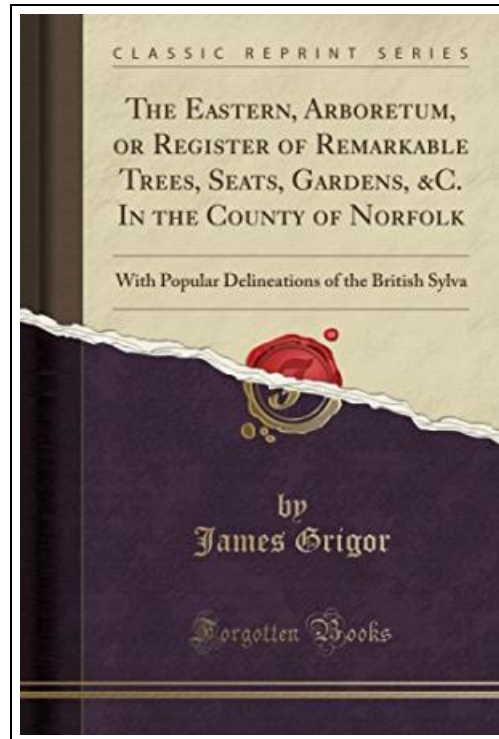 CLASSIC REPRINT SERIES
THE EASTERN, ARBORETUM,
OR REGISTER OF REMARKABLE
TREES, SEATS, GARDENS, &C.
IN THE COUNTY OF NORFOLK
With Popular Delineations of the British Sylva
by
James Grigor
Forgotten Books